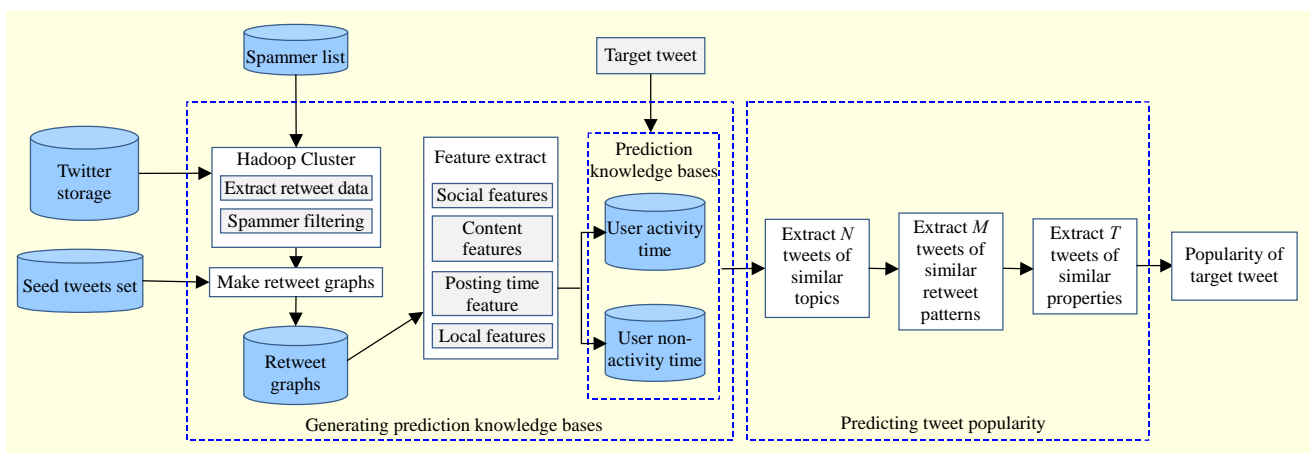 Spammer list
Target tweet
Twitter
storage
Hadoop Cluster
Extract retweet data
Spammer filtering
Seed tweets set
Make retweet graphs
Retweet
graphs
Feature extract
Social features
Content
features
Posting time
feature
Local features
Prediction
knowledge bases
User activity
time
User non-
activity time
Generating prediction knowledge bases
Extract N
tweets of
similar
topics
Extract M
tweets of
similar
retweet
patterns
Extract T
tweets of
similar
properties
Predicting tweet popularity
Popularity of
target tweet